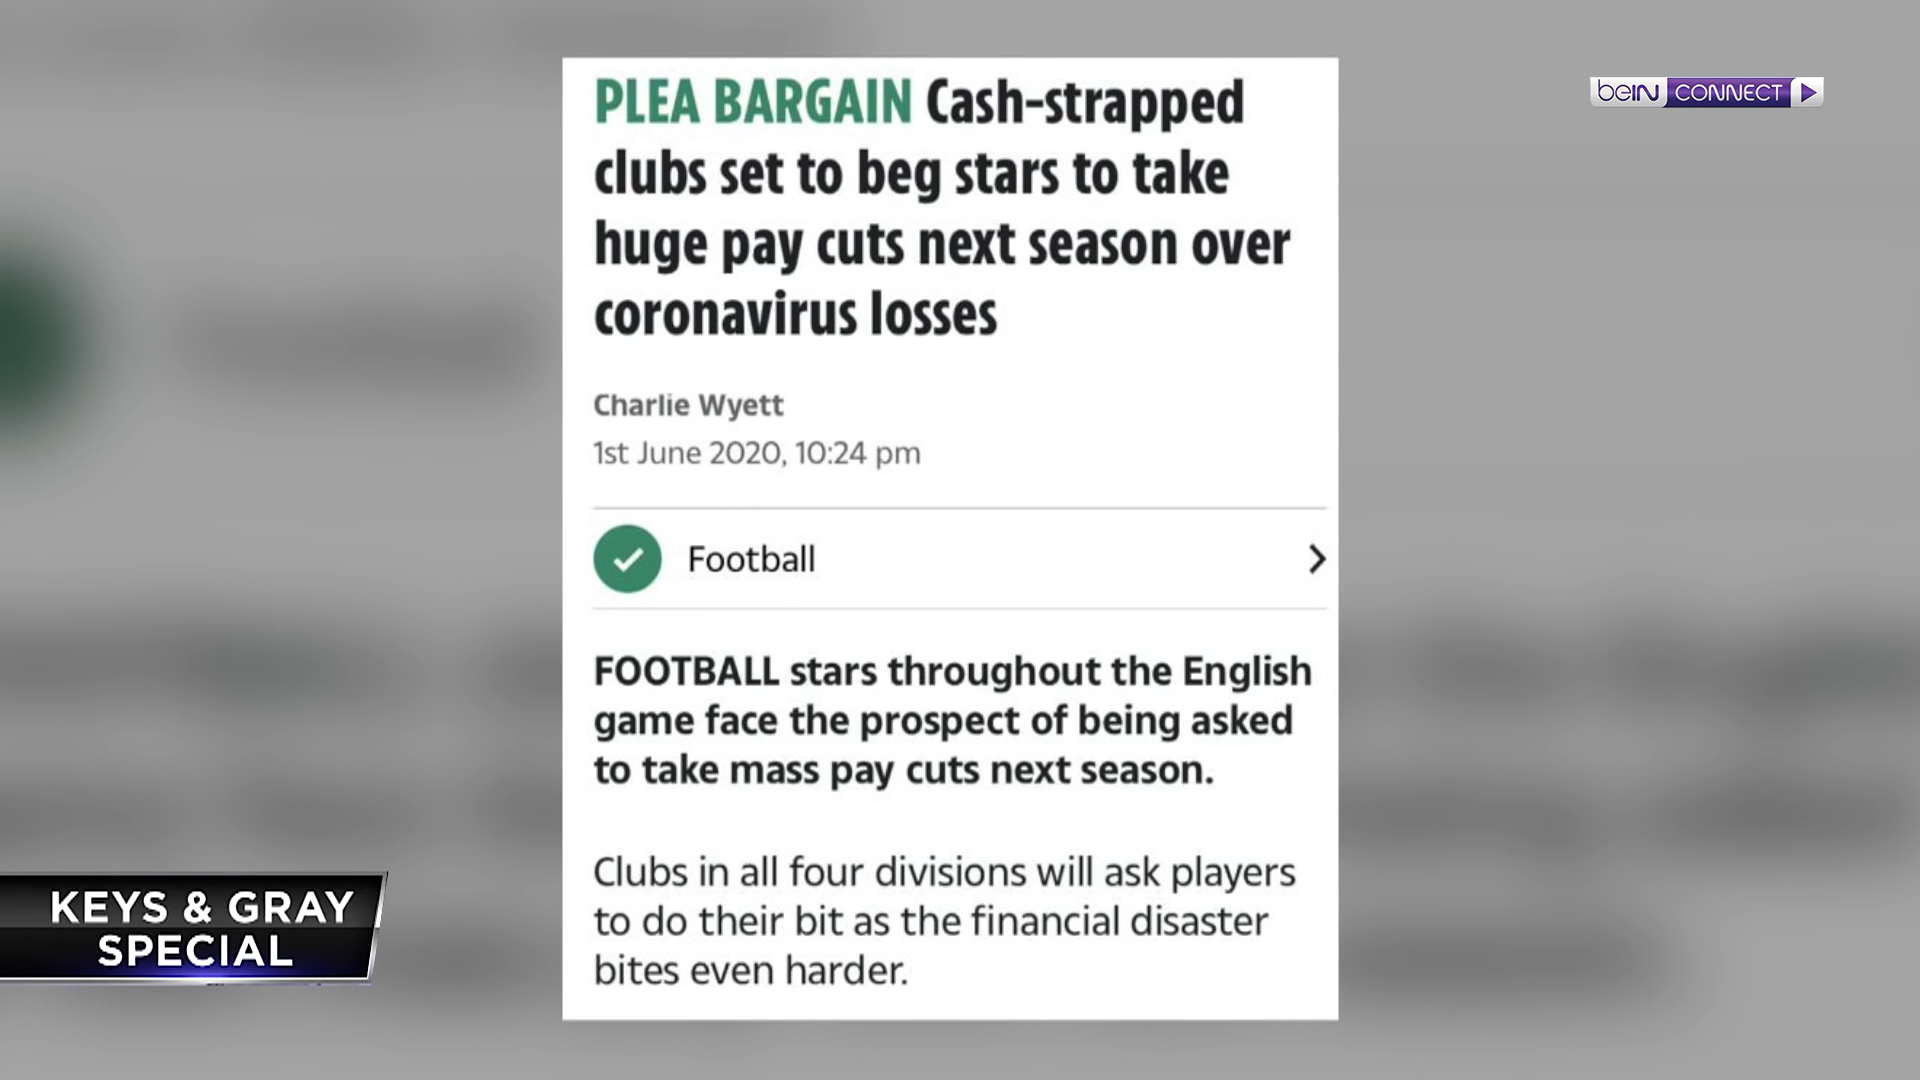 PLEA BARGAIN Cash-strapped
clubs set to beg stars to take
huge pay cuts next season over
coronavirus losses
Charlie Wyett
1st June 2020, 10:24 pm
Football
FOOTBALL stars throughout the English
game face the prospect of being asked
to take mass pay cuts next season.
Clubs in all four divisions will ask players
to do their bit as the financial disaster
bites even harder.
beIN CONNECT
KEYS & GRAY
SPECIAL